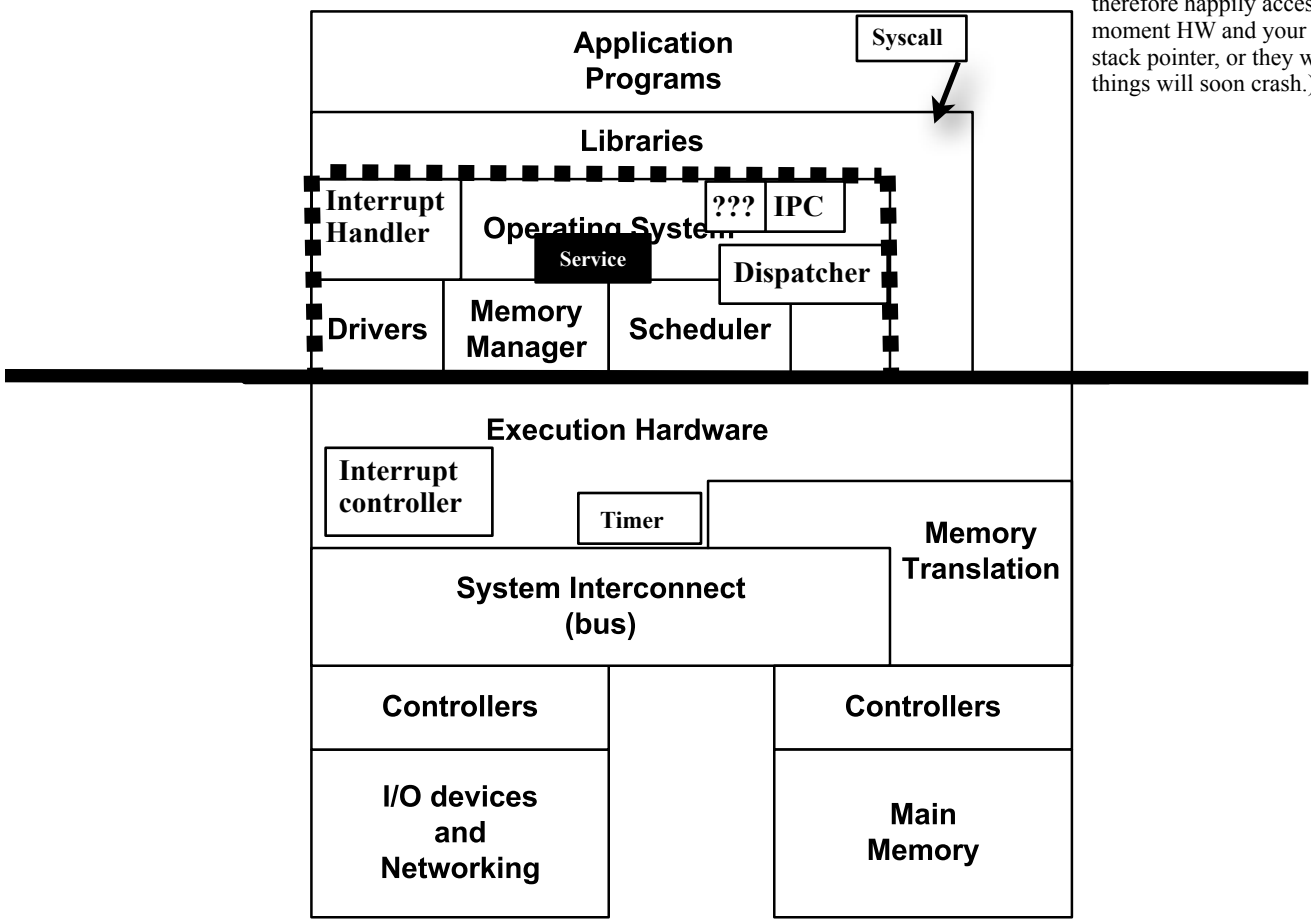 therefore happily acces
moment HW and your
stack pointer, or they w
things will soon crash.)
Application
Programs
Syscall
Libraries
Interrupt
Handler
Operating System
???
IPC
Service
Dispatcher
Drivers
Memory
Manager
Scheduler
Execution Hardware
Interrupt
controller
Timer
Memory
Translation
System Interconnect
(bus)
Controllers
Controllers
I/O devices
and
Networking
Main
Memory